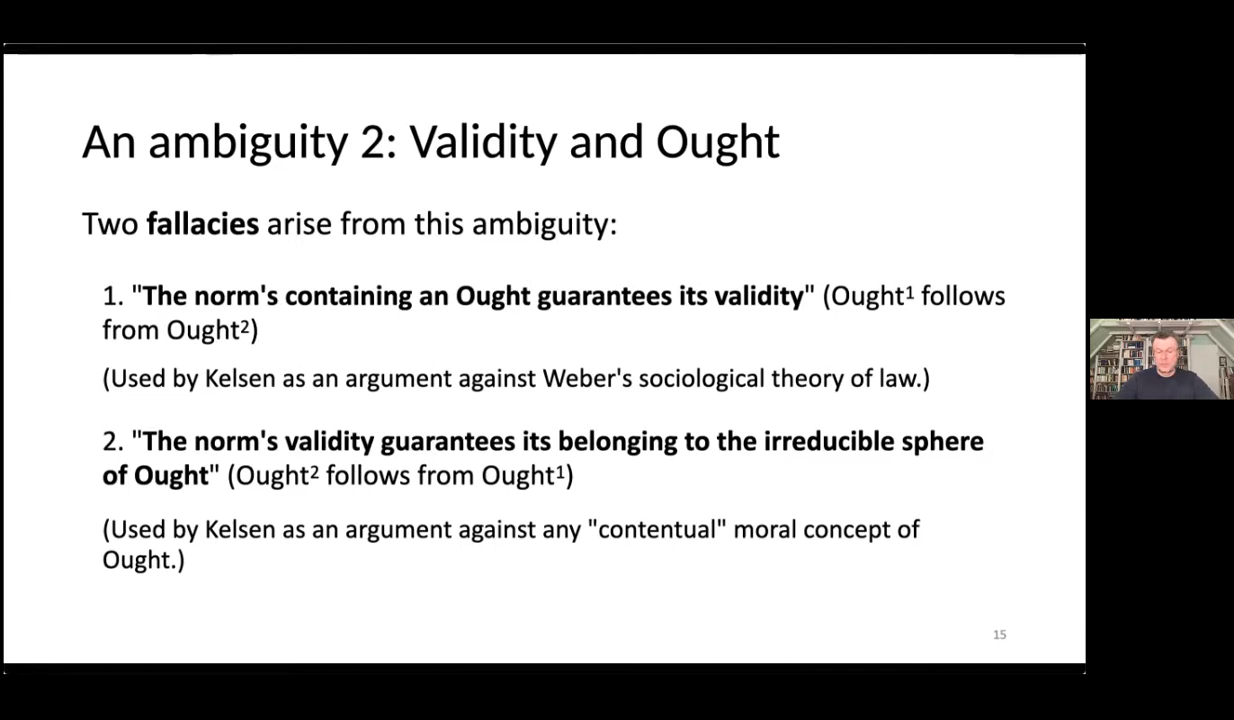 An ambiguity 2: Validity and Ought
Two fallacies arise from this ambiguity:
1. "The norm's containing an Ought guarantees its validity" (Ought¹ follows
from Ought²)
(Used by Kelsen as an argument against Weber's sociological theory of law.)
2. "The norm's validity guarantees its belonging to the irreducible sphere
of Ought" (Ought² follows from Ought¹)
(Used by Kelsen as an argument against any "contentual" moral concept of
Ought.)
15